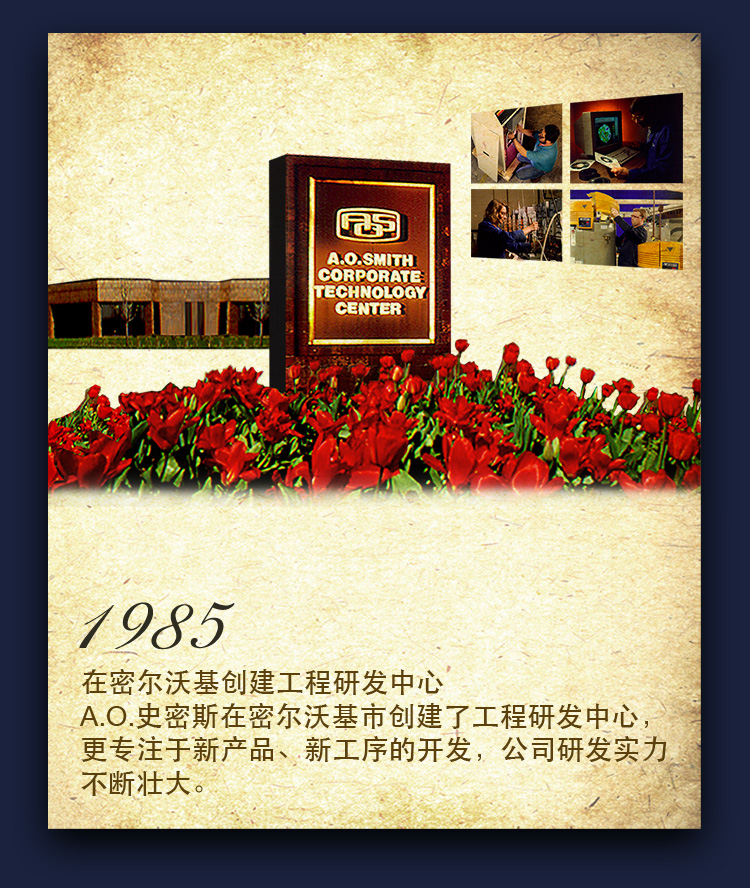 AOS
A.O.SMITH
CORPORATE
TECHNOLOGY
CENTER
1985
在密尔沃基创建工程研发中心
A.O.史密斯在密尔沃基市创建了工程研发中心，
更专注于新产品、新工序的开发，公司研发实力
不断壮大。